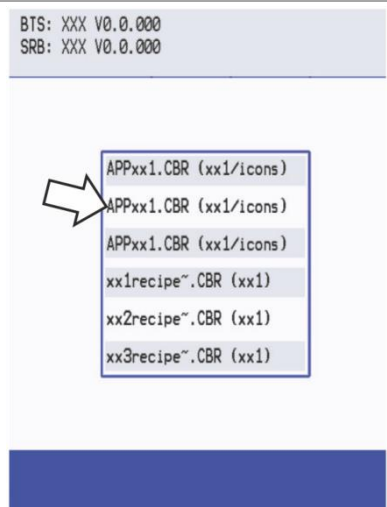 BTS: XXX V0.0.000
SRB: XXX V0.0.000
APPxx1.CBR (xx1/icons)
APPxx1.CBR (xx1/icons)
APPxx1.CBR (xx1/icons)
xx1recipe~.CBR (xx1)
xx2recipe~.CBR (xx1)
xx3recipe~.CBR (xx1)